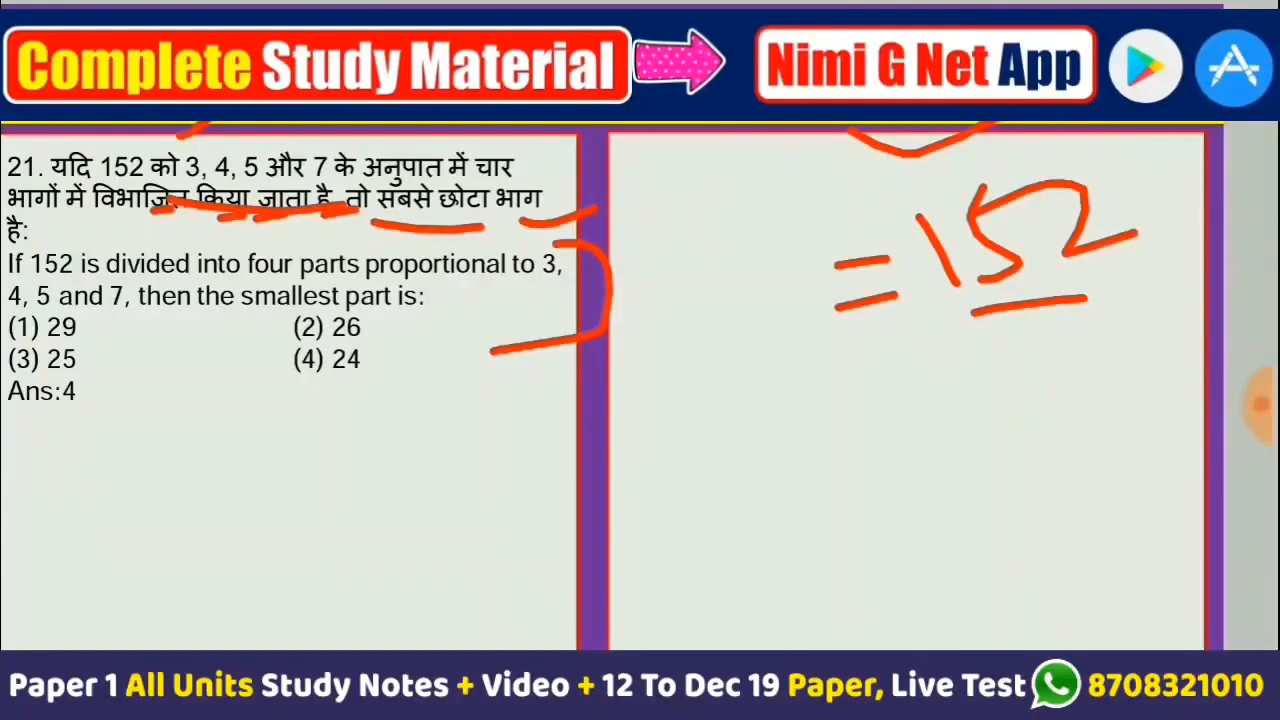 Complete Study Material Nimi G Net App
21. यदि 152 को 3, 4, 5 और 7 के अनुपात में चार
भागों में विभाजित किया जाता है, तो सबसे छोटा भाग
है:
If 152 is divided into four parts proportional to 3,
4, 5 and 7, then the smallest part is:
(1) 29 (2) 26
(3) 25 (4) 24
Ans:4
= 152
Paper 1 All Units Study Notes + Video + 12 To Dec 19 Paper, Live Test 8708321010